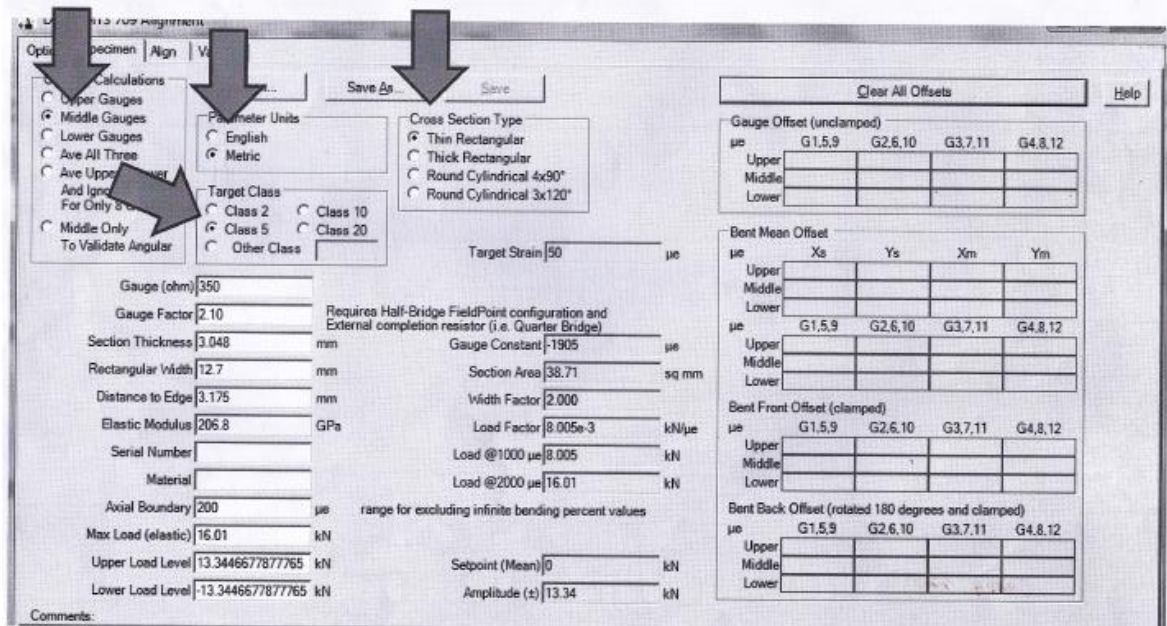 709 Alignment
Specimen Align
Calculations
Upper Gauges
Middle Gauges
Lower Gauges
Ave All Three
Ave Upper
And Ignore
For Only 8
Middle Only
To Validate Angular
Save As...
Save
Parameter Units
English
Metric
Target Class
Class 2 Class 10
Class 5 Class 20
Other Class
Cross Section Type
Thin Rectangular
Thick Rectangular
Round Cylindrical 4x90°
Round Cylindrical 3x120°
Target Strain 50 µe
Gauge (ohm) 350
Gauge Factor 2.10
Section Thickness 3.048 mm
Rectangular Width 12.7 mm
Distance to Edge 3.175 mm
Elastic Modulus 206.8 GPa
Serial Number
Material
Axial Boundary 200 µe range for excluding infinite bending percent values
Max Load (elastic) 16.01 kN
Upper Load Level 13.3446677877765 kN
Lower Load Level -13.3446677877765 kN
Comments:
Requires Half-Bridge FieldPoint configuration and
External completion resistor (i.e. Quarter Bridge)
Gauge Constant -1905 µe
Section Area 38.71 sq mm
Width Factor 2.000
Load Factor 8.005e-3 kN/µe
Load @1000 µe 8.005 kN
Load @2000 µe 16.01 kN
Setpoint (Mean) 0 kN
Amplitude (±) 13.34 kN
Clear All Offsets
Help
Gauge Offset (unclamped)
µe G1,5,9 G2,6,10 G3,7,11 G4,8,12
Upper
Middle
Lower
Bent Mean Offset
µe Xs Ys Xm Ym
Upper
Middle
Lower
µe G1,5,9 G2,6,10 G3,7,11 G4,8,12
Upper
Middle
Lower
Bent Front Offset (clamped)
µe G1,5,9 G2,6,10 G3,7,11 G4,8,12
Upper
Middle
Lower
Bent Back Offset (rotated 180 degrees and clamped)
µe G1,5,9 G2,6,10 G3,7,11 G4,8,12
Upper
Middle
Lower